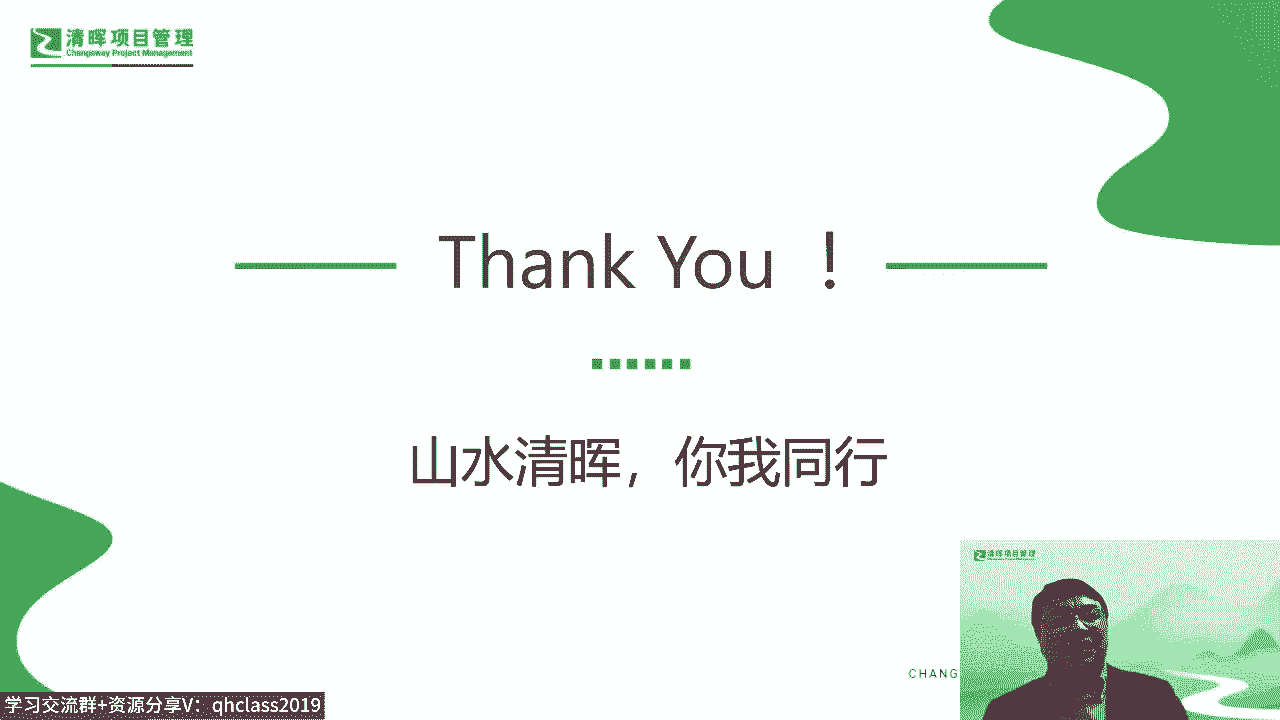 清晖项目管理
Changsway Project Management
Thank You ！
山水清晖，你我同行
清晖项目管理
CHANG
学习交流群+资源分享V：qhclass2019